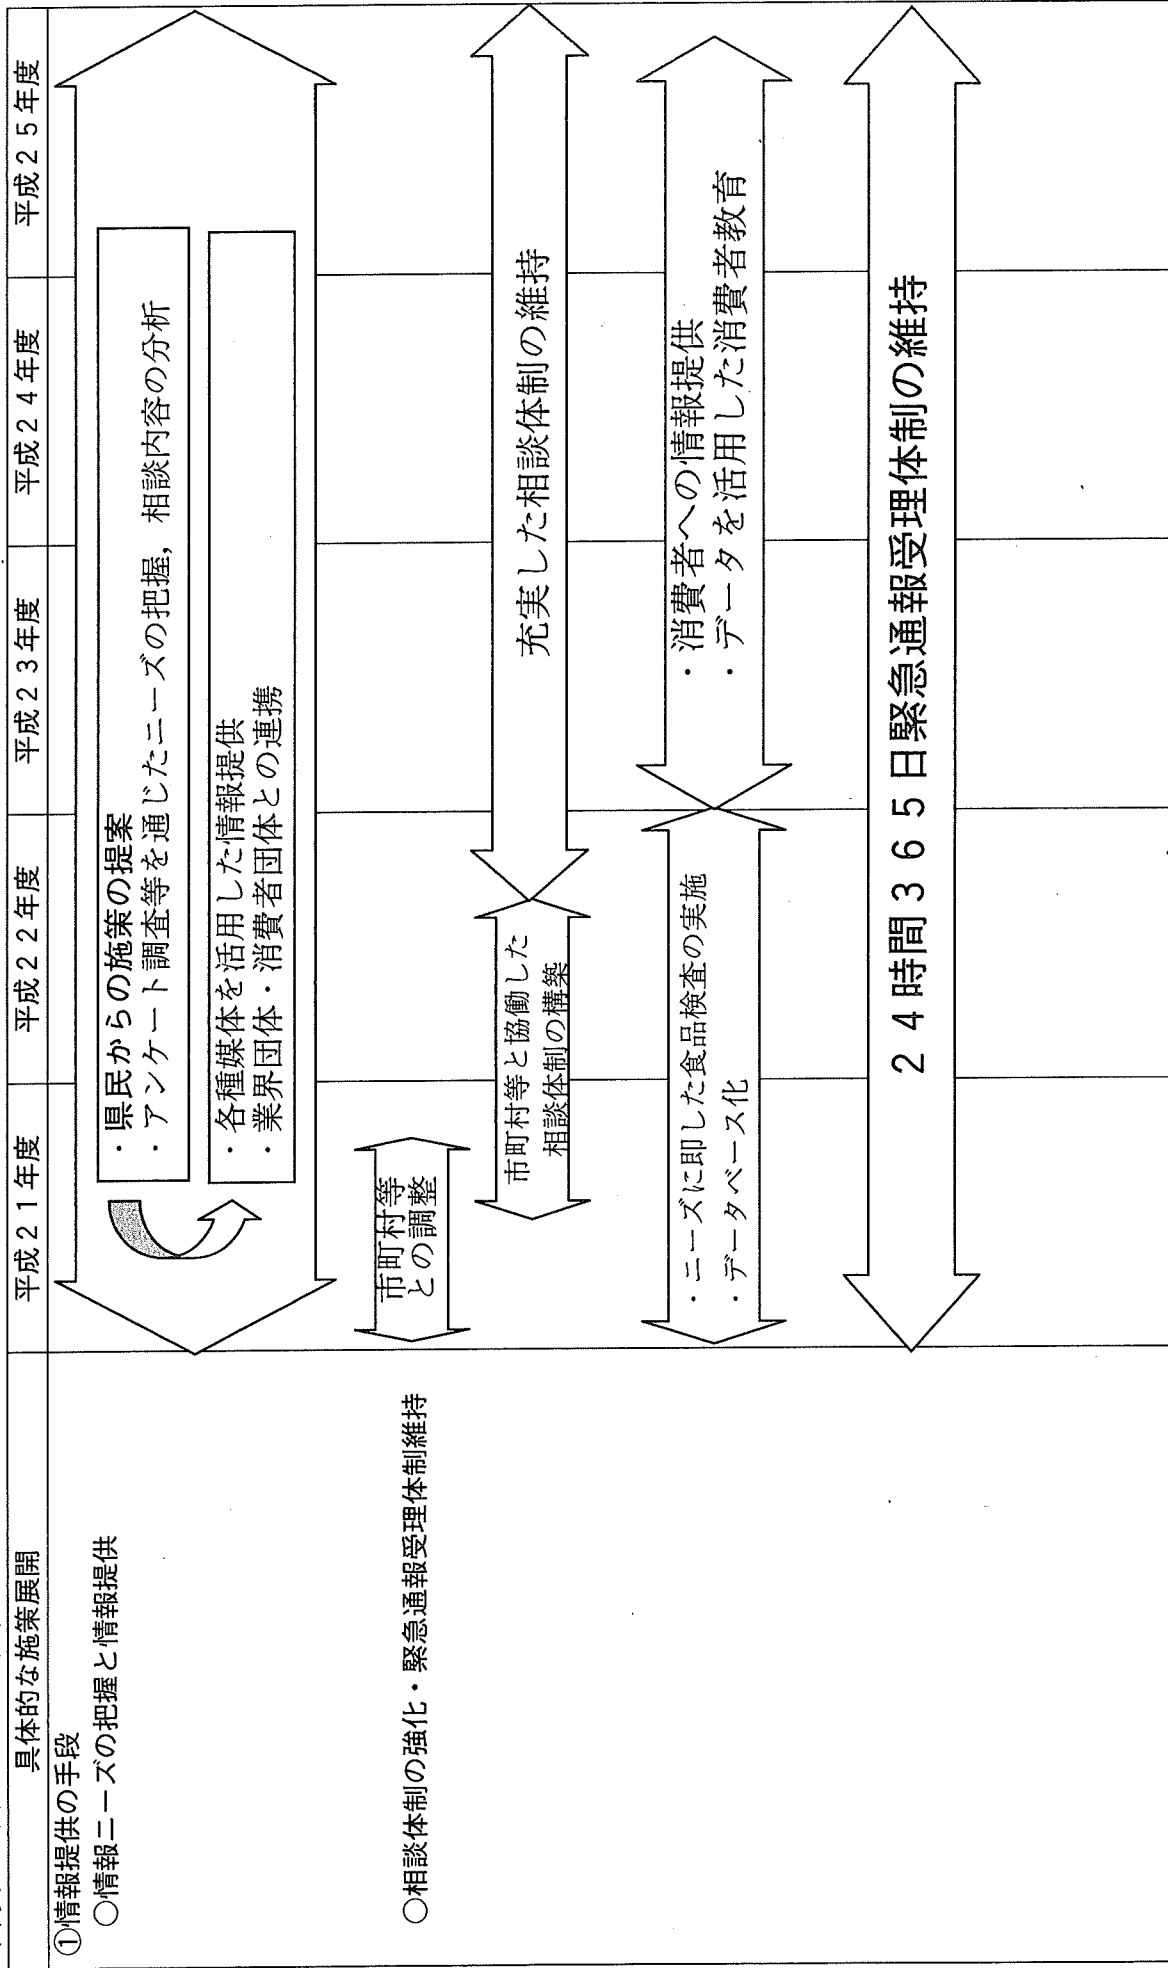 具体的な施策展開
平成２１年度
平成２２年度
平成２３年度
平成２４年度
平成２５年度
①情報提供の手段
○情報ニーズの把握と情報提供
・県民からの施策の提案
・アンケート調査等を通じたニーズの把握，相談内容の分析
・各種媒体を活用した情報提供
・業界団体・消費者団体との連携
○相談体制の強化・緊急通報受理体制維持
市町村等
との調整
市町村等と協働した
相談体制の構築
充実した相談体制の維持
・ニーズに即した食品検査の実施
・データベース化
・消費者への情報提供
・データを活用した消費者教育
２４時間３６５日緊急通報受理体制の維持